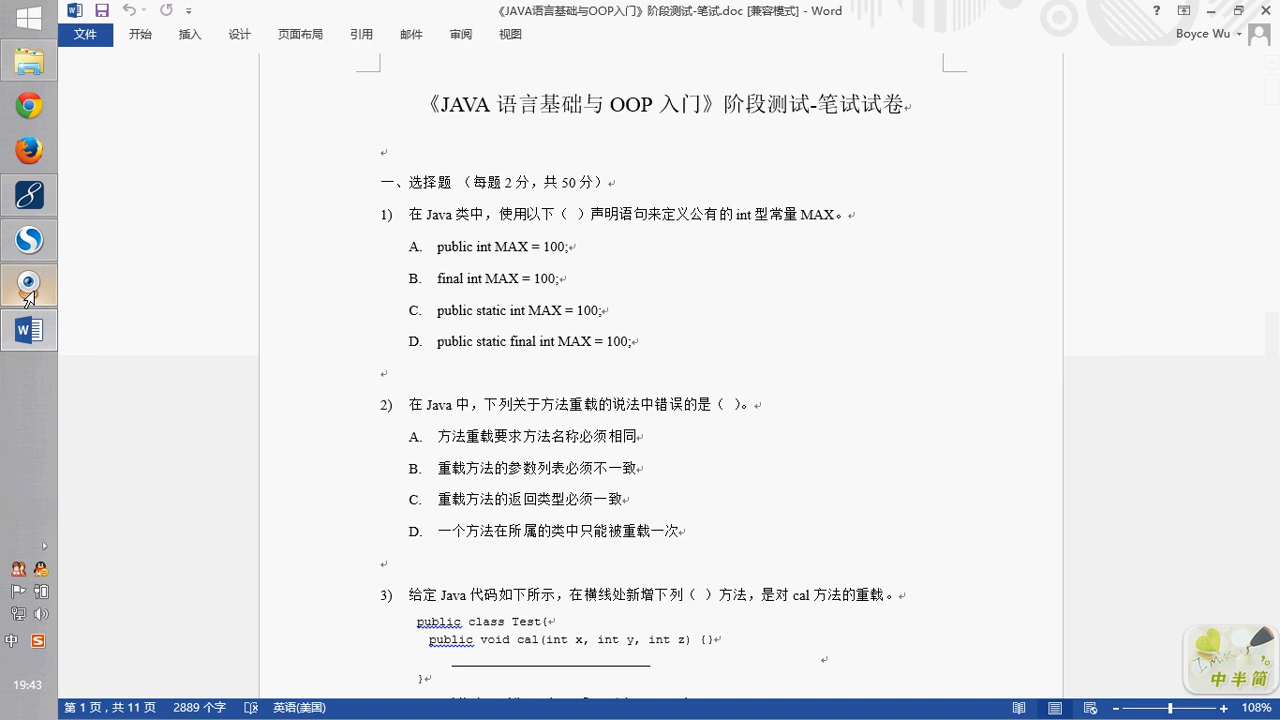 《JAVA语言基础与OOP入门》阶段测试-笔试.doc [兼容模式] - Word
文件 开始 插入 设计 页面布局 引用 邮件 审阅 视图
Boyce Wu
《JAVA 语言基础与 OOP 入门》阶段测试-笔试试卷
一、选择题 （每题 2 分，共 50 分）
1) 在 Java 类中，使用以下（ ）声明语句来定义公有的 int 型常量 MAX。
A. public int MAX = 100;
B. final int MAX = 100;
C. public static int MAX = 100;
D. public static final int MAX = 100;
2) 在 Java 中，下列关于方法重载的说法中错误的是（ ）。
A. 方法重载要求方法名称必须相同
B. 重载方法的参数列表必须不一致
C. 重载方法的返回类型必须一致
D. 一个方法在所属的类中只能被重载一次
3) 给定 Java 代码如下所示，在横线处新增下列（ ）方法，是对 cal 方法的重载。
public class Test{
public void cal(int x, int y, int z) {}
}
中
19:43
中半简
第 1 页，共 11 页 2889 个字 英语(美国)
108%